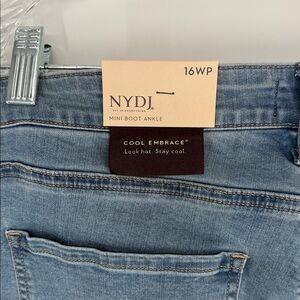 16WP
NYDJ
FIT IS EVERYTHING
MINI BOOT ANKLE
COOL EMBRACE®
Look hot. Stay cool.